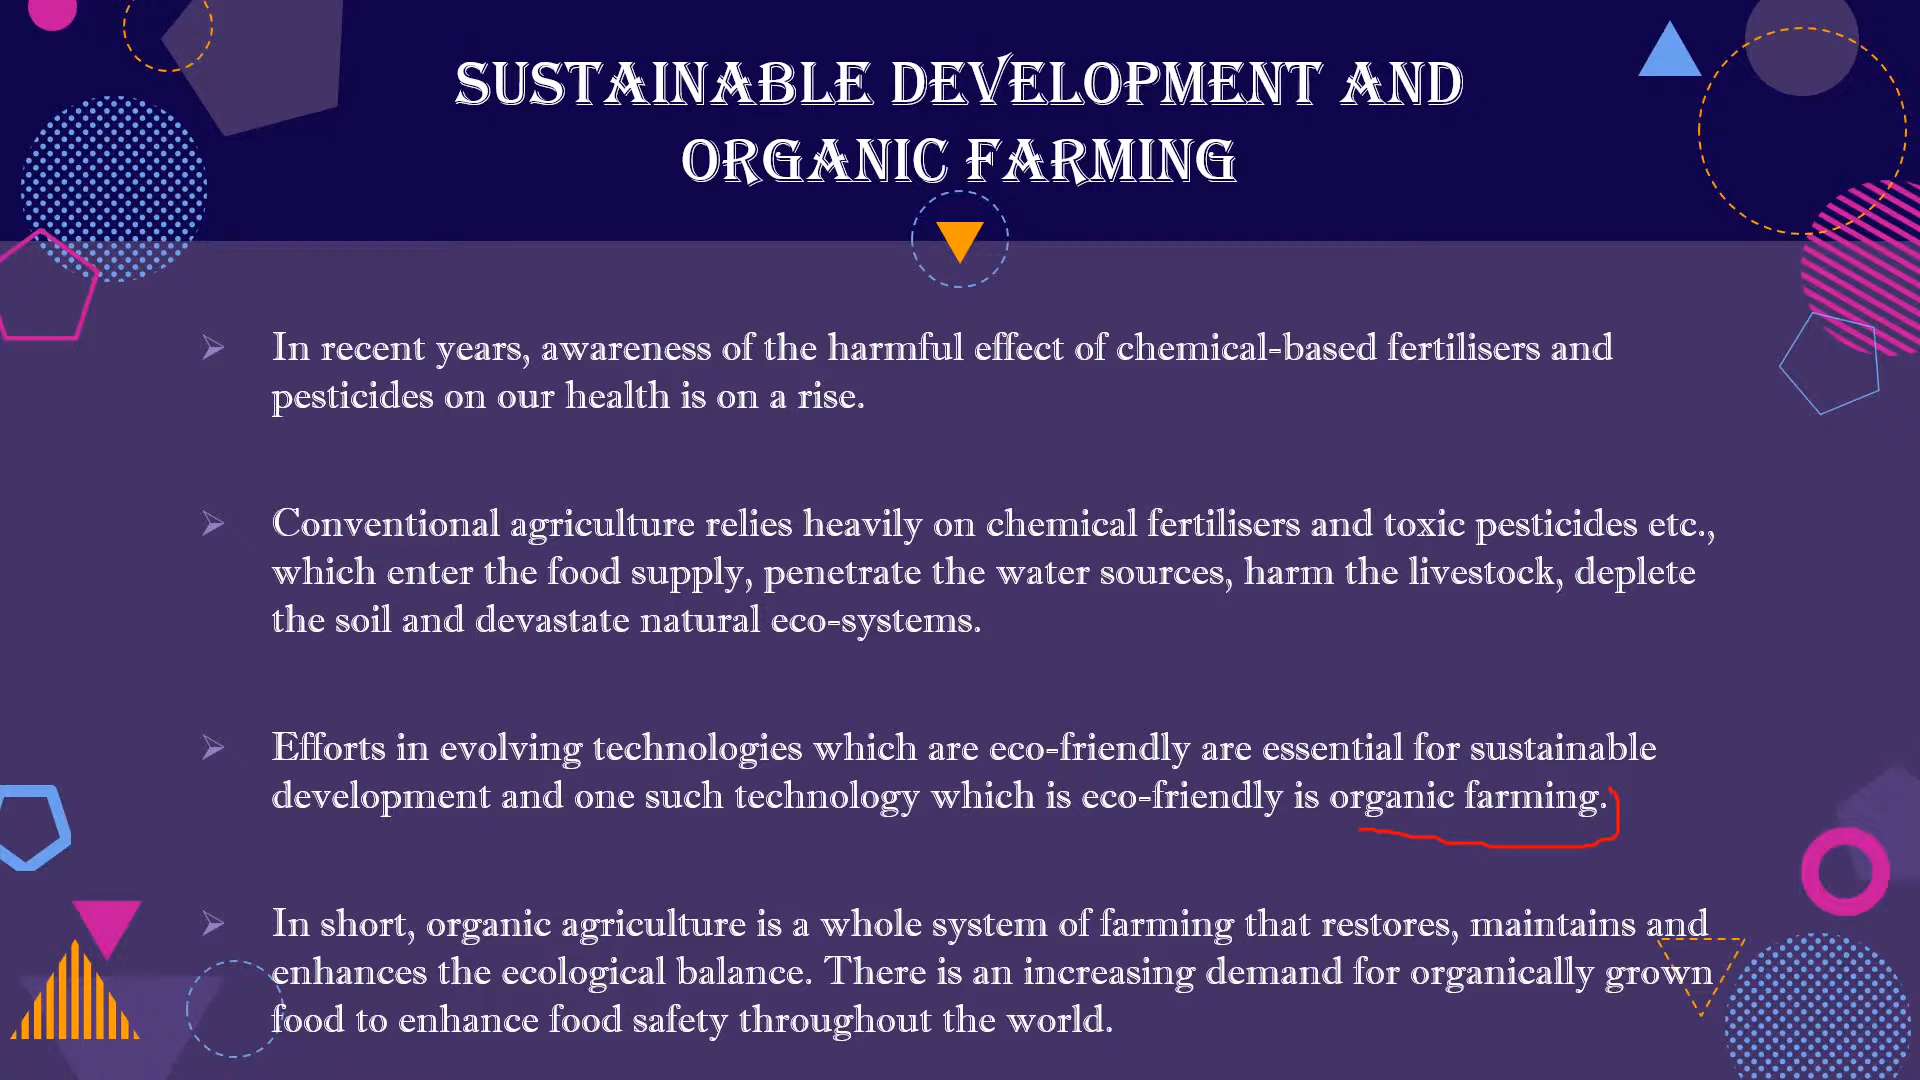 SUSTAINABLE DEVELOPMENT AND
ORGANIC FARMING
In recent years, awareness of the harmful effect of chemical-based fertilisers and
pesticides on our health is on a rise.
Conventional agriculture relies heavily on chemical fertilisers and toxic pesticides etc.,
which enter the food supply, penetrate the water sources, harm the livestock, deplete
the soil and devastate natural eco-systems.
Efforts in evolving technologies which are eco-friendly are essential for sustainable
development and one such technology which is eco-friendly is organic farming.
In short, organic agriculture is a whole system of farming that restores, maintains and
enhances the ecological balance. There is an increasing demand for organically grown
food to enhance food safety throughout the world.